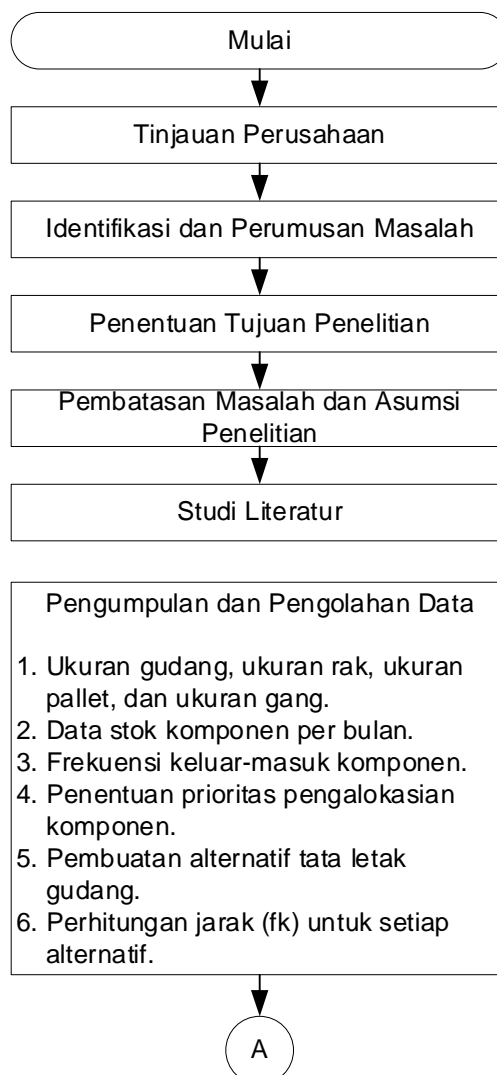 Mulai
Tinjauan Perusahaan
Identifikasi dan Perumusan Masalah
Penentuan Tujuan Penelitian
Pembatasan Masalah dan Asumsi
Penelitian
Studi Literatur
Pengumpulan dan Pengolahan Data
1. Ukuran gudang, ukuran rak, ukuran
pallet, dan ukuran gang.
2. Data stok komponen per bulan.
3. Frekuensi keluar-masuk komponen.
4. Penentuan prioritas pengalokasian
komponen.
5. Pembuatan alternatif tata letak
gudang.
6. Perhitungan jarak (fk) untuk setiap
alternatif.
A